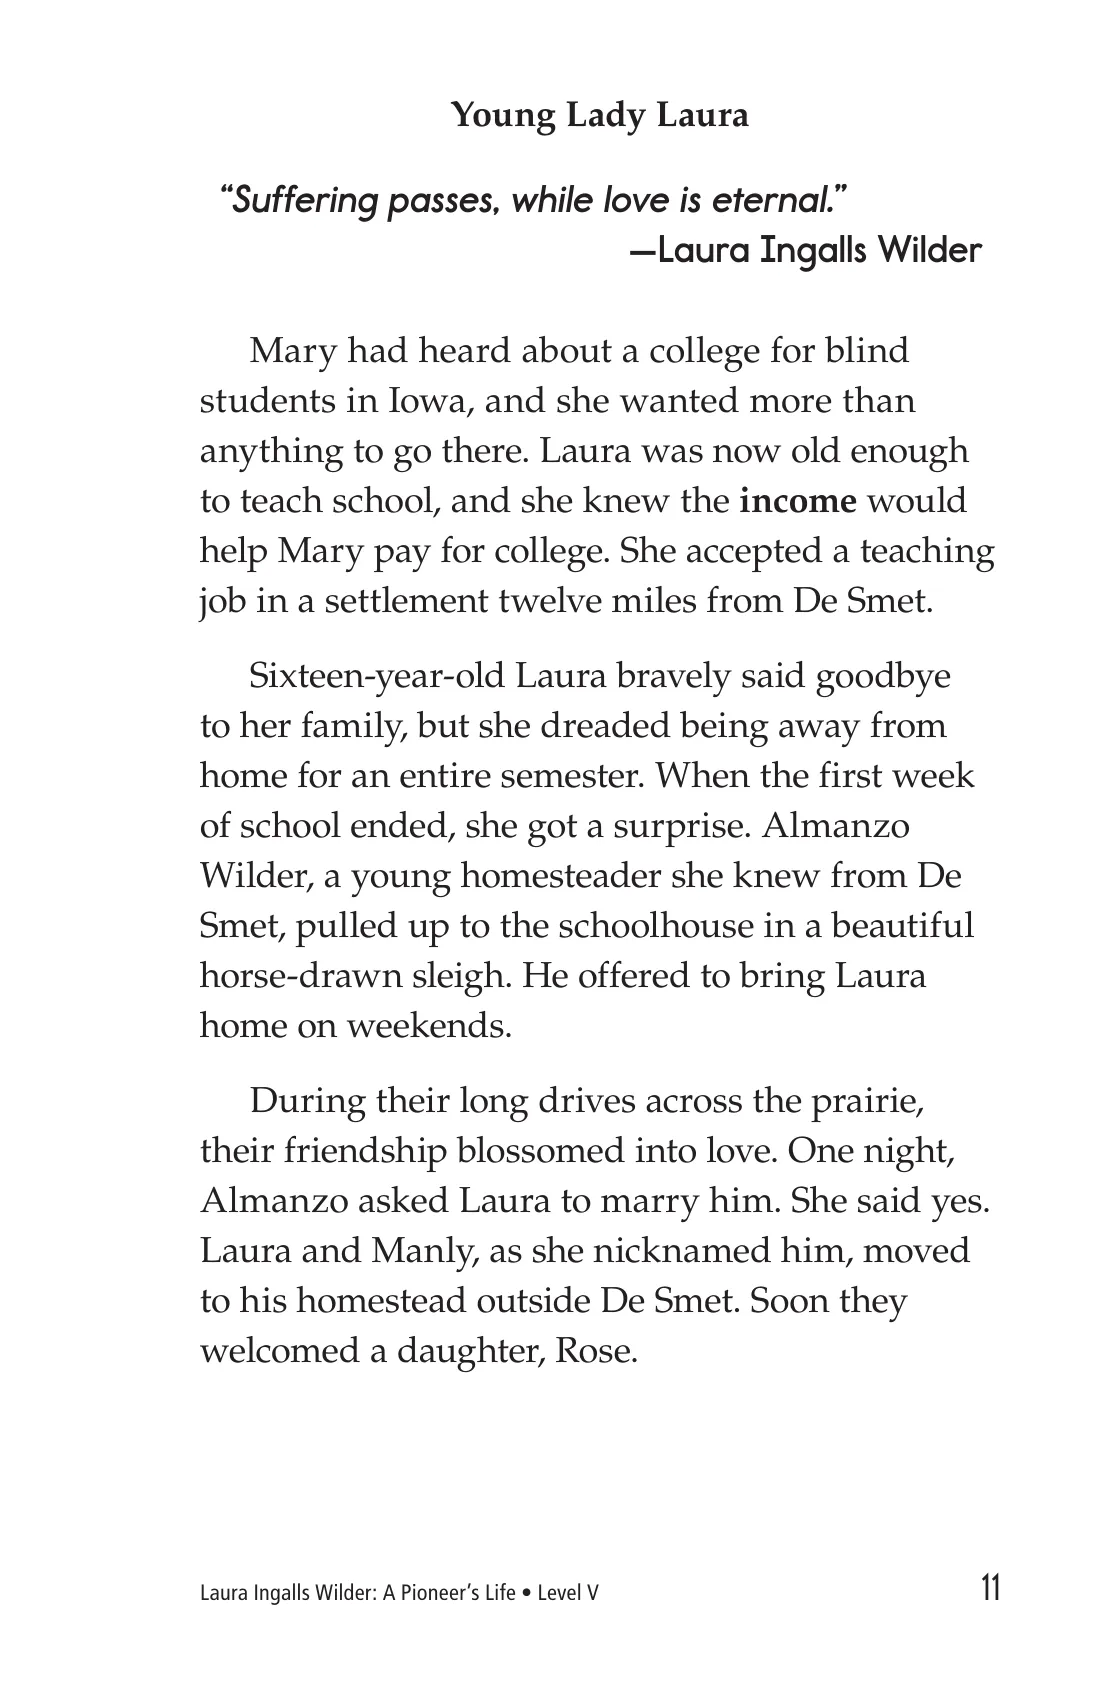 Young Lady Laura
“Suffering passes, while love is eternal.”
—Laura Ingalls Wilder
Mary had heard about a college for blind
students in Iowa, and she wanted more than
anything to go there. Laura was now old enough
to teach school, and she knew the income would
help Mary pay for college. She accepted a teaching
job in a settlement twelve miles from De Smet.
Sixteen-year-old Laura bravely said goodbye
to her family, but she dreaded being away from
home for an entire semester. When the first week
of school ended, she got a surprise. Almanzo
Wilder, a young homesteader she knew from De
Smet, pulled up to the schoolhouse in a beautiful
horse-drawn sleigh. He offered to bring Laura
home on weekends.
During their long drives across the prairie,
their friendship blossomed into love. One night,
Almanzo asked Laura to marry him. She said yes.
Laura and Manly, as she nicknamed him, moved
to his homestead outside De Smet. Soon they
welcomed a daughter, Rose.
Laura Ingalls Wilder: A Pioneer’s Life • Level V 11